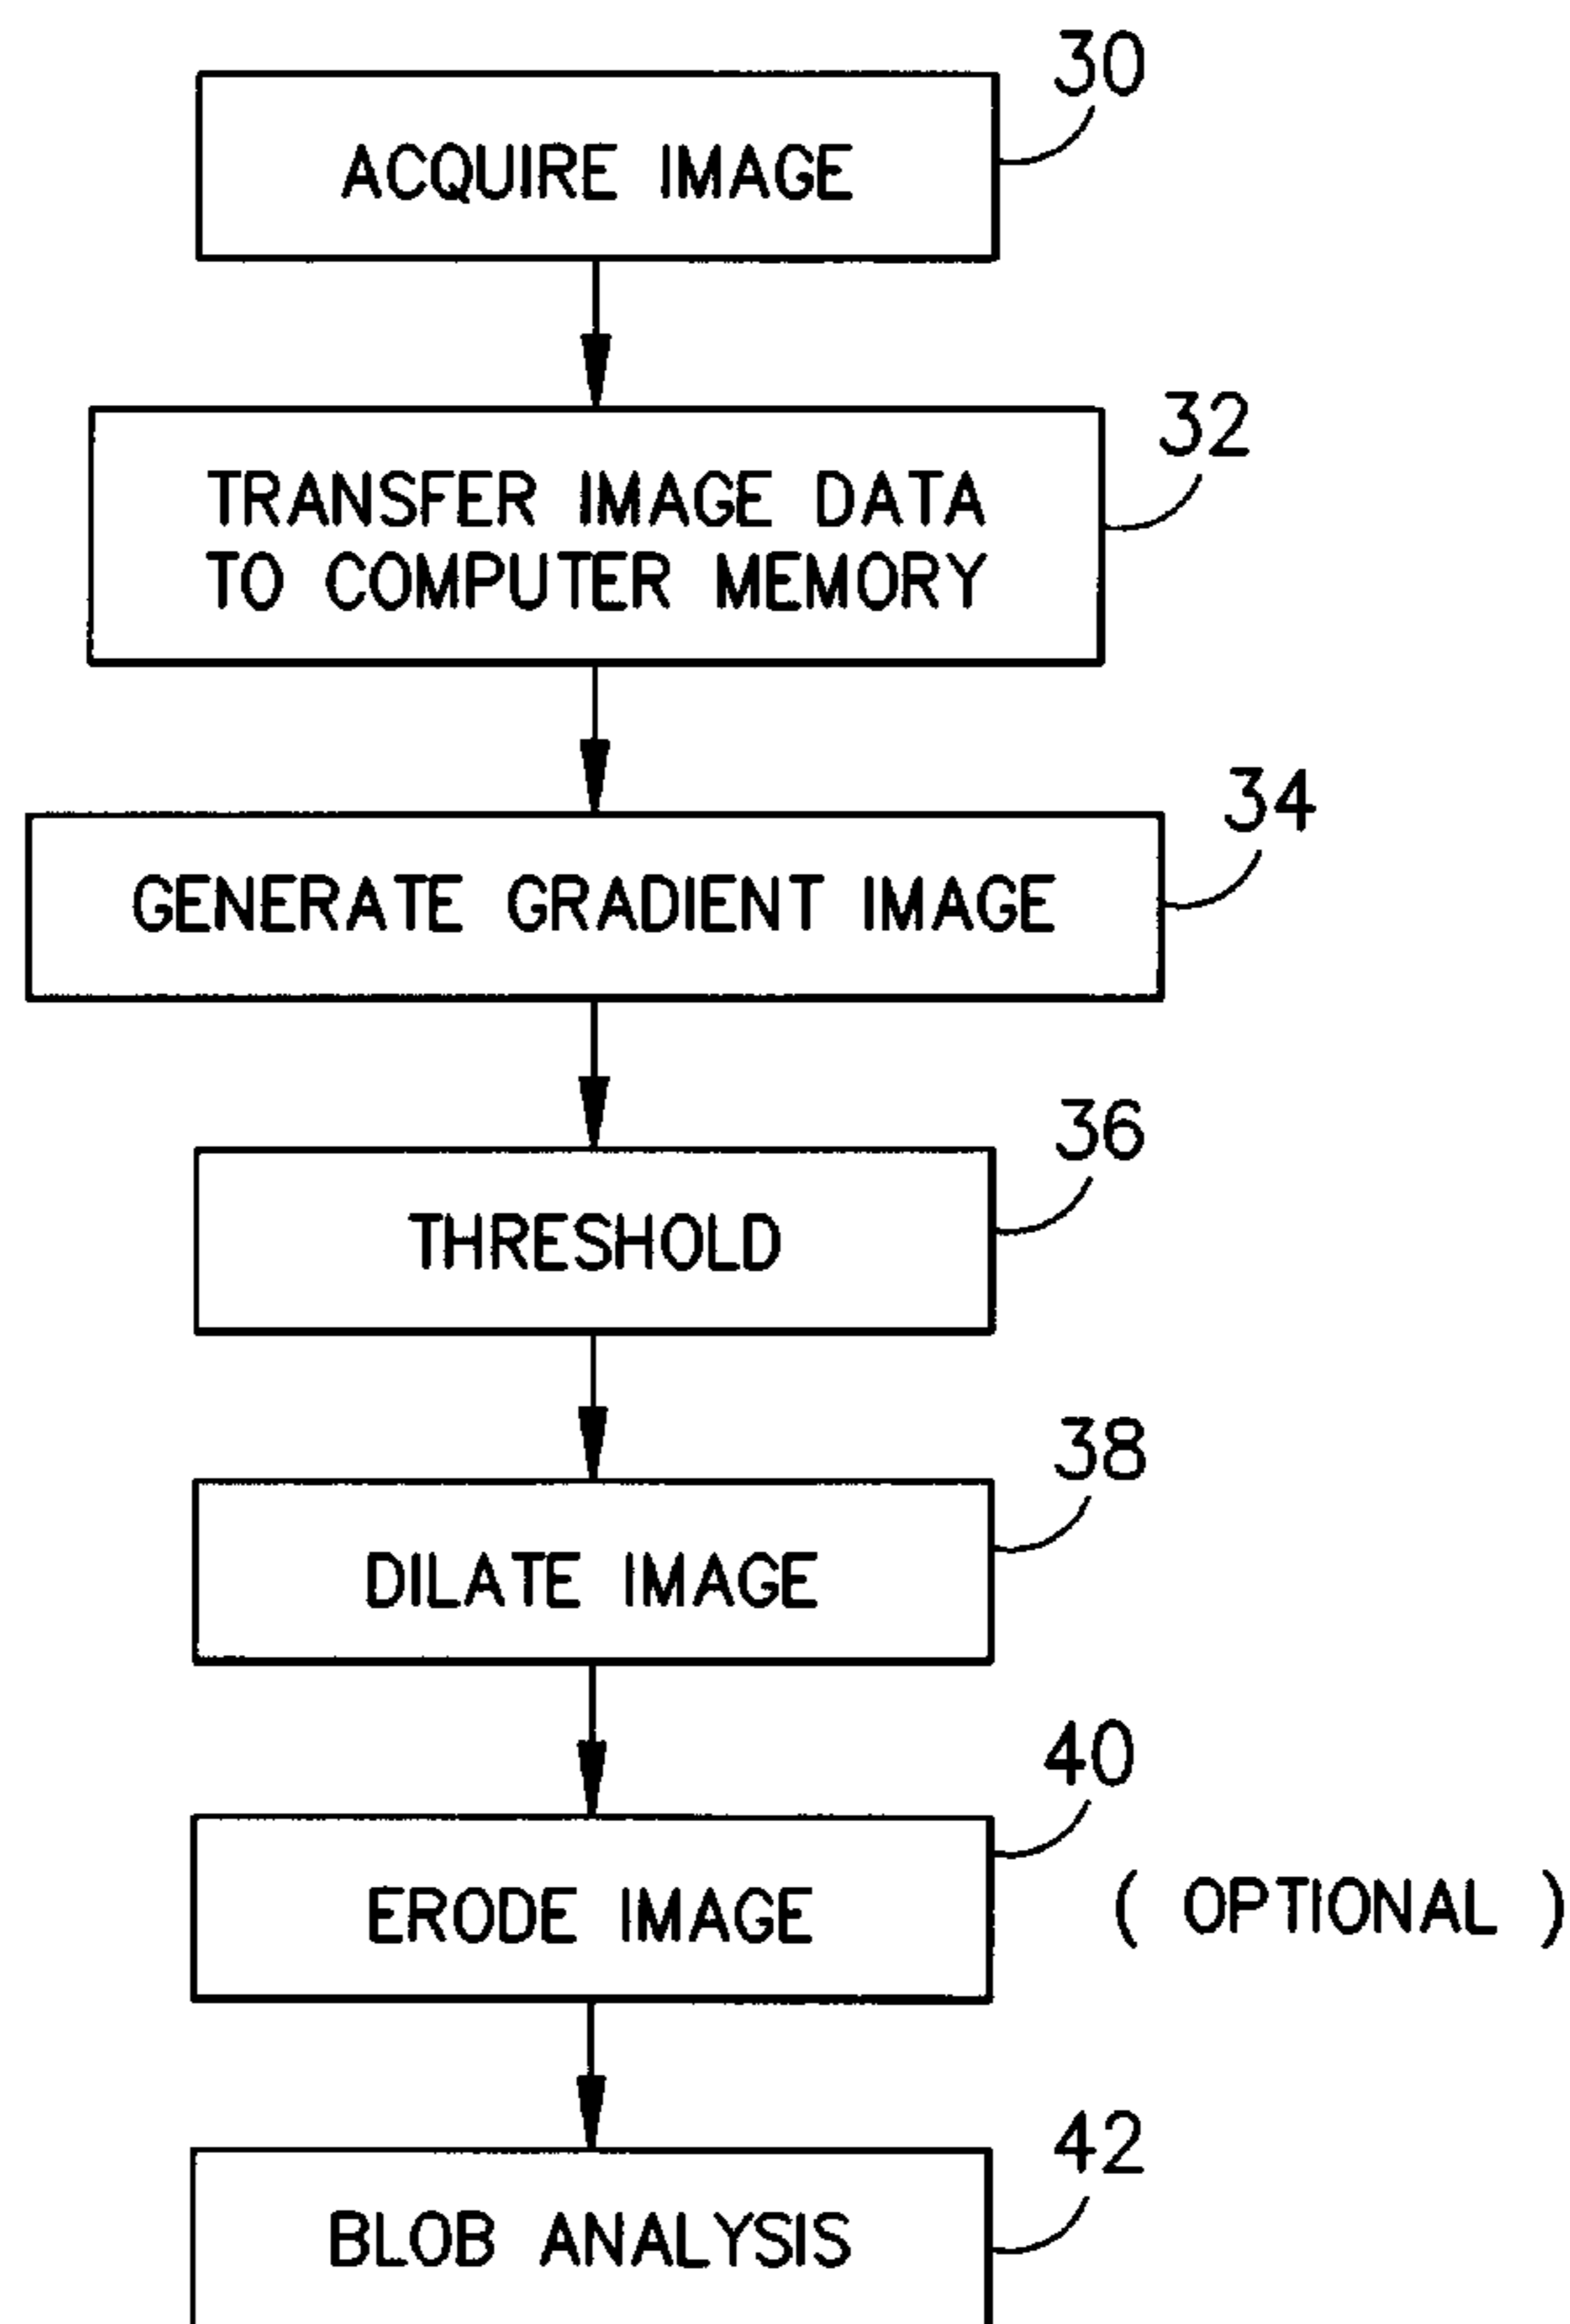 30
ACQUIRE IMAGE
32
TRANSFER IMAGE DATA
TO COMPUTER MEMORY
34
GENERATE GRADIENT IMAGE
36
THRESHOLD
38
DILATE IMAGE
40
ERODE IMAGE
( OPTIONAL )
42
BLOB ANALYSIS